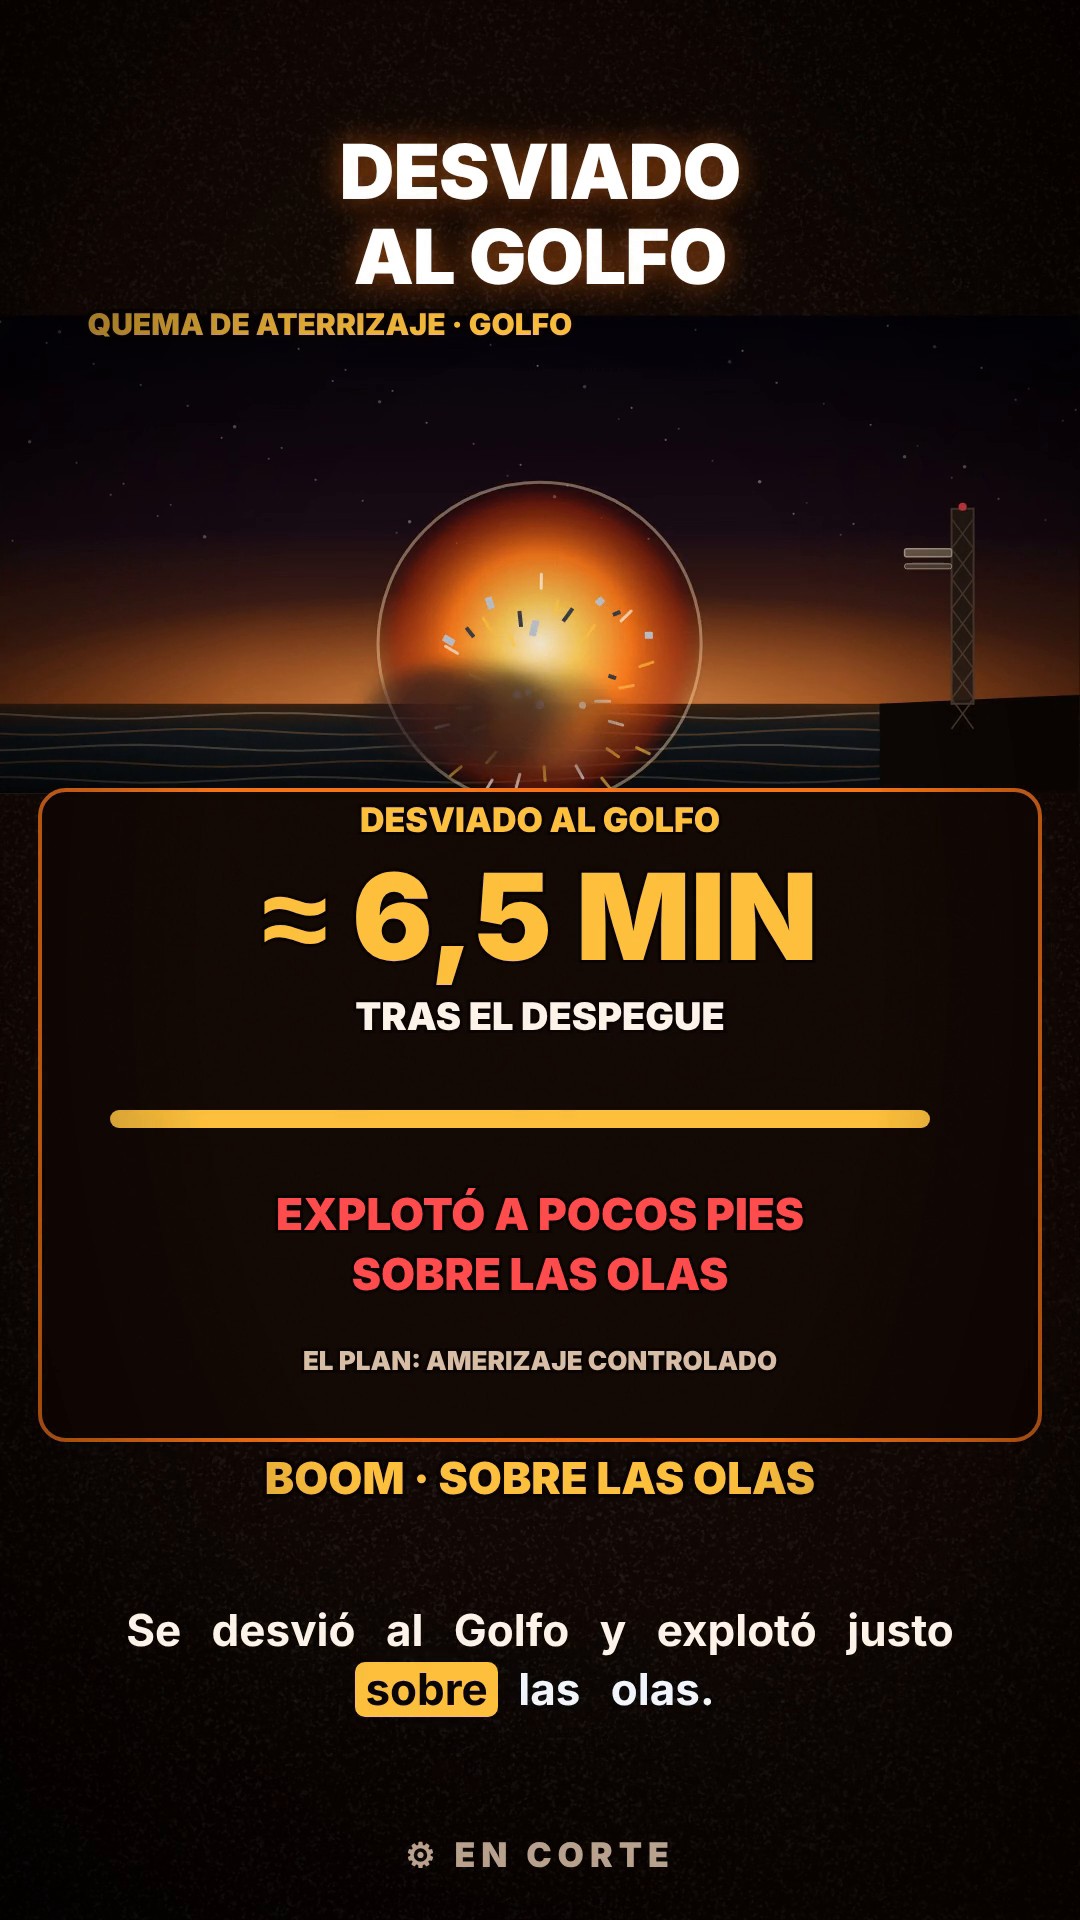 DESVIADO
AL GOLFO
QUEMA DE ATERRIZAJE · GOLFO
DESVIADO AL GOLFO
≈ 6,5 MIN
TRAS EL DESPEGUE
EXPLOTÓ A POCOS PIES
SOBRE LAS OLAS
EL PLAN: AMERIZAJE CONTROLADO
BOOM · SOBRE LAS OLAS
Se desvió al Golfo y explotó justo
sobre las olas.
⚙ EN CORTE